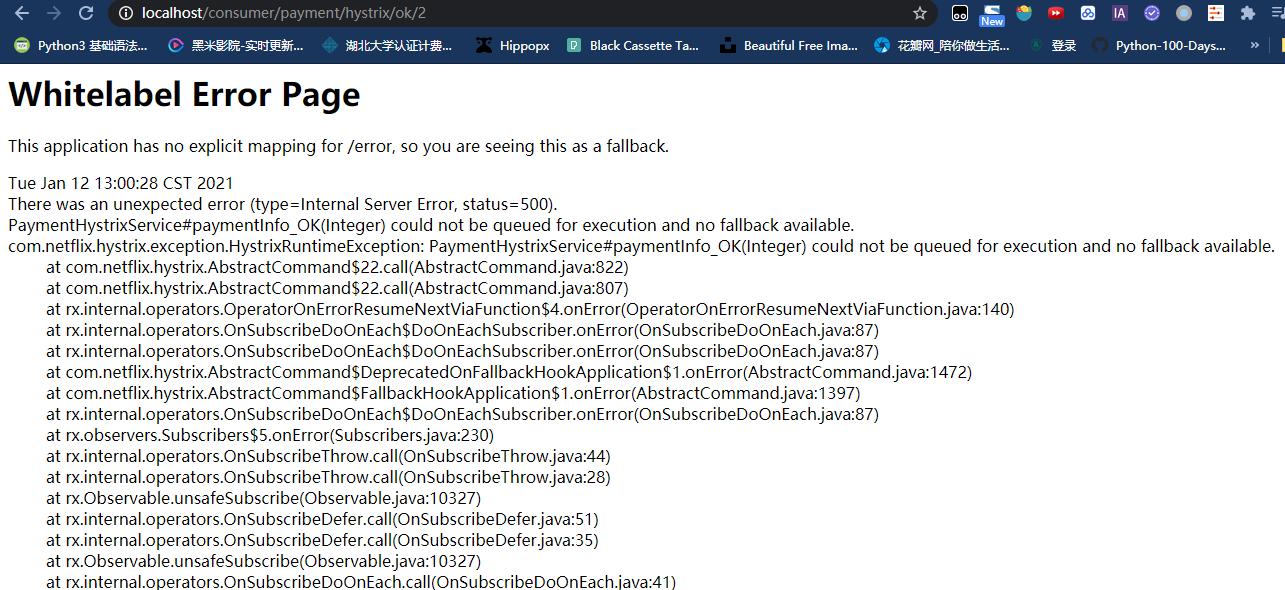 localhost/consumer/payment/hystrix/ok/2
New
IA
Python3 基础语法...
黑米影院-实时更新...
湖北大学认证计费...
Hippopx
Black Cassette Ta...
Beautiful Free Ima...
花瓣网_陪你做生活...
登录
Python-100-Days...
»
Whitelabel Error Page
This application has no explicit mapping for /error, so you are seeing this as a fallback.
Tue Jan 12 13:00:28 CST 2021
There was an unexpected error (type=Internal Server Error, status=500).
PaymentHystrixService#paymentInfo_OK(Integer) could not be queued for execution and no fallback available.
com.netflix.hystrix.exception.HystrixRuntimeException: PaymentHystrixService#paymentInfo_OK(Integer) could not be queued for execution and no fallback available.
at com.netflix.hystrix.AbstractCommand$22.call(AbstractCommand.java:822)
at com.netflix.hystrix.AbstractCommand$22.call(AbstractCommand.java:807)
at rx.internal.operators.OperatorOnErrorResumeNextViaFunction$4.onError(OperatorOnErrorResumeNextViaFunction.java:140)
at rx.internal.operators.OnSubscribeDoOnEach$DoOnEachSubscriber.onError(OnSubscribeDoOnEach.java:87)
at rx.internal.operators.OnSubscribeDoOnEach$DoOnEachSubscriber.onError(OnSubscribeDoOnEach.java:87)
at com.netflix.hystrix.AbstractCommand$DeprecatedOnFallbackHookApplication$1.onError(AbstractCommand.java:1472)
at com.netflix.hystrix.AbstractCommand$FallbackHookApplication$1.onError(AbstractCommand.java:1397)
at rx.internal.operators.OnSubscribeDoOnEach$DoOnEachSubscriber.onError(OnSubscribeDoOnEach.java:87)
at rx.observers.Subscribers$5.onError(Subscribers.java:230)
at rx.internal.operators.OnSubscribeThrow.call(OnSubscribeThrow.java:44)
at rx.internal.operators.OnSubscribeThrow.call(OnSubscribeThrow.java:28)
at rx.Observable.unsafeSubscribe(Observable.java:10327)
at rx.internal.operators.OnSubscribeDefer.call(OnSubscribeDefer.java:51)
at rx.internal.operators.OnSubscribeDefer.call(OnSubscribeDefer.java:35)
at rx.Observable.unsafeSubscribe(Observable.java:10327)
at rx.internal.operators.OnSubscribeDoOnEach.call(OnSubscribeDoOnEach.java:41)